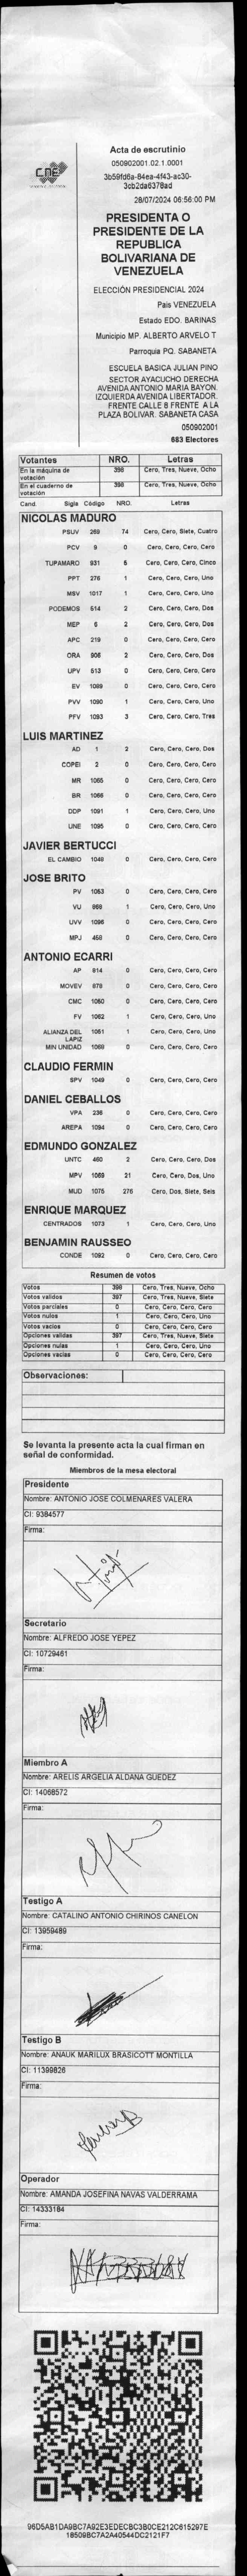 CNE
Acta de escrutinio
050902001.02.1.0001
3b59fd6a-84ea-4f43-ac30-
3cb2da6378ad
28/07/2024 06:56:00 PM
PRESIDENTA O
PRESIDENTE DE LA
REPUBLICA
BOLIVARIANA DE
VENEZUELA
ELECCIÓN PRESIDENCIAL 2024
Pais VENEZUELA
Estado EDO. BARINAS
Municipio MP. ALBERTO ARVELO T
Parroquia PQ. SABANETA
ESCUELA BASICA JULIAN PINO
SECTOR AYACUCHO DERECHA
AVENIDA ANTONIO MARIA BAYON.
IZQUIERDA AVENIDA LIBERTADOR.
FRENTE CALLE 8 FRENTE A LA
PLAZA BOLIVAR. SABANETA CASA
050902001
683 Electores
Votantes NRO. Letras
En la máquina de votación 398 Cero, Tres, Nueve, Ocho
En el cuaderno de votación 398 Cero, Tres, Nueve, Ocho
Cand. Sigla Código NRO. Letras
NICOLAS MADURO
PSUV 269 74 Cero, Cero, Siete, Cuatro
PCV 9 0 Cero, Cero, Cero, Cero
TUPAMARO 931 5 Cero, Cero, Cero, Cinco
PPT 276 1 Cero, Cero, Cero, Uno
MSV 1017 1 Cero, Cero, Cero, Uno
PODEMOS 514 2 Cero, Cero, Cero, Dos
MEP 6 2 Cero, Cero, Cero, Dos
APC 219 0 Cero, Cero, Cero, Cero
ORA 906 2 Cero, Cero, Cero, Dos
UPV 513 0 Cero, Cero, Cero, Cero
EV 1089 0 Cero, Cero, Cero, Cero
PVV 1090 1 Cero, Cero, Cero, Uno
PFV 1093 3 Cero, Cero, Cero, Tres
LUIS MARTINEZ
AD 1 2 Cero, Cero, Cero, Dos
COPEI 2 0 Cero, Cero, Cero, Cero
MR 1065 0 Cero, Cero, Cero, Cero
BR 1066 0 Cero, Cero, Cero, Cero
DDP 1091 1 Cero, Cero, Cero, Uno
UNE 1095 0 Cero, Cero, Cero, Cero
JAVIER BERTUCCI
EL CAMBIO 1049 0 Cero, Cero, Cero, Cero
JOSE BRITO
PV 1053 0 Cero, Cero, Cero, Cero
VU 968 1 Cero, Cero, Cero, Uno
UVV 1096 0 Cero, Cero, Cero, Cero
MPJ 458 0 Cero, Cero, Cero, Cero
ANTONIO ECARRI
AP 814 0 Cero, Cero, Cero, Cero
MOVEV 879 0 Cero, Cero, Cero, Cero
CMC 1050 0 Cero, Cero, Cero, Cero
FV 1062 1 Cero, Cero, Cero, Uno
ALIANZA DEL LAPIZ 1051 1 Cero, Cero, Cero, Uno
MIN UNIDAD 1069 0 Cero, Cero, Cero, Cero
CLAUDIO FERMIN
SPV 1049 0 Cero, Cero, Cero, Cero
DANIEL CEBALLOS
VPA 236 0 Cero, Cero, Cero, Cero
AREPA 1094 0 Cero, Cero, Cero, Cero
EDMUNDO GONZALEZ
UNTC 460 2 Cero, Cero, Cero, Dos
MPV 1059 21 Cero, Cero, Dos, Uno
MUD 1075 276 Cero, Dos, Siete, Seis
ENRIQUE MARQUEZ
CENTRADOS 1073 1 Cero, Cero, Cero, Uno
BENJAMIN RAUSSEO
CONDE 1092 0 Cero, Cero, Cero, Cero
Resumen de votos
Votos 398 Cero, Tres, Nueve, Ocho
Votos validos 397 Cero, Tres, Nueve, Siete
Votos parciales 0 Cero, Cero, Cero, Cero
Votos nulos 1 Cero, Cero, Cero, Uno
Votos vacios 0 Cero, Cero, Cero, Cero
Opciones validas 397 Cero, Tres, Nueve, Siete
Opciones nulas 1 Cero, Cero, Cero, Uno
Opciones vacias 0 Cero, Cero, Cero, Cero
Observaciones:
Se levanta la presente acta la cual firman en
señal de conformidad.
Miembros de la mesa electoral
Presidente
Nombre: ANTONIO JOSE COLMENARES VALERA
CI: 9384577
Firma:
Secretario
Nombre: ALFREDO JOSE YEPEZ
CI: 10729461
Firma:
Miembro A
Nombre: ARELIS ARGELIA ALDANA GUEDEZ
CI: 14068572
Firma:
Testigo A
Nombre: CATALINO ANTONIO CHIRINOS CANELON
CI: 13959489
Firma:
Testigo B
Nombre: ANAUK MARILUX BRASICOTT MONTILLA
CI: 11399826
Firma:
Operador
Nombre: AMANDA JOSEFINA NAVAS VALDERRAMA
CI: 14333184
Firma:
96D5AB1DA9BC7A92E3EDECBC3B0CE212C615297E
18509BC7A2A40544DC2121F7